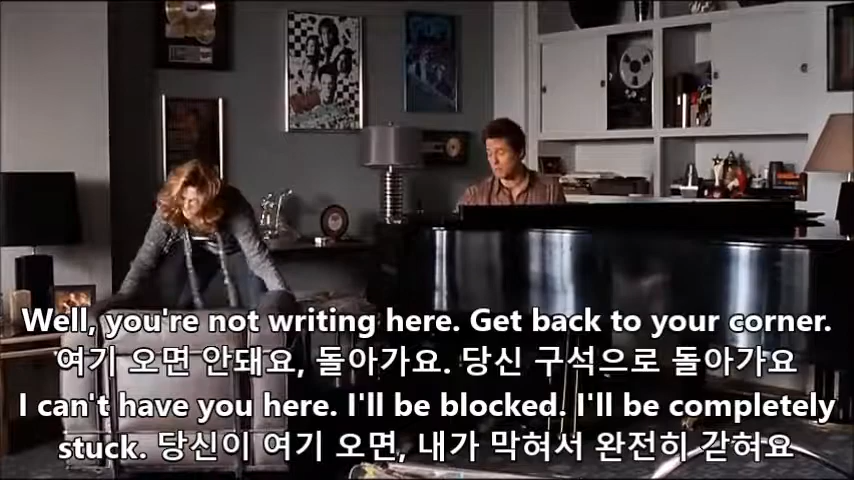 Well, you're not writing here. Get back to your corner.
여기 오면 안돼요, 돌아가요. 당신 구석으로 돌아가요
I can't have you here. I'll be blocked. I'll be completely
stuck. 당신이 여기 오면, 내가 막혀서 완전히 갇혀요